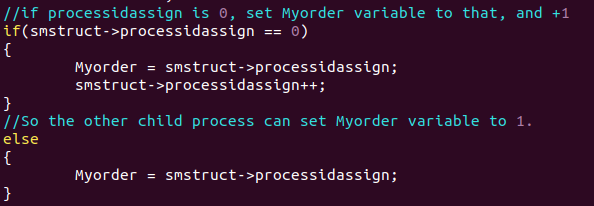 //if processidassign is 0, set Myorder variable to that, and +1
if(smstruct->processidassign == 0)
{
        Myorder = smstruct->processidassign;
        smstruct->processidassign++;
}
//So the other child process can set Myorder variable to 1.
else
{
        Myorder = smstruct->processidassign;
}